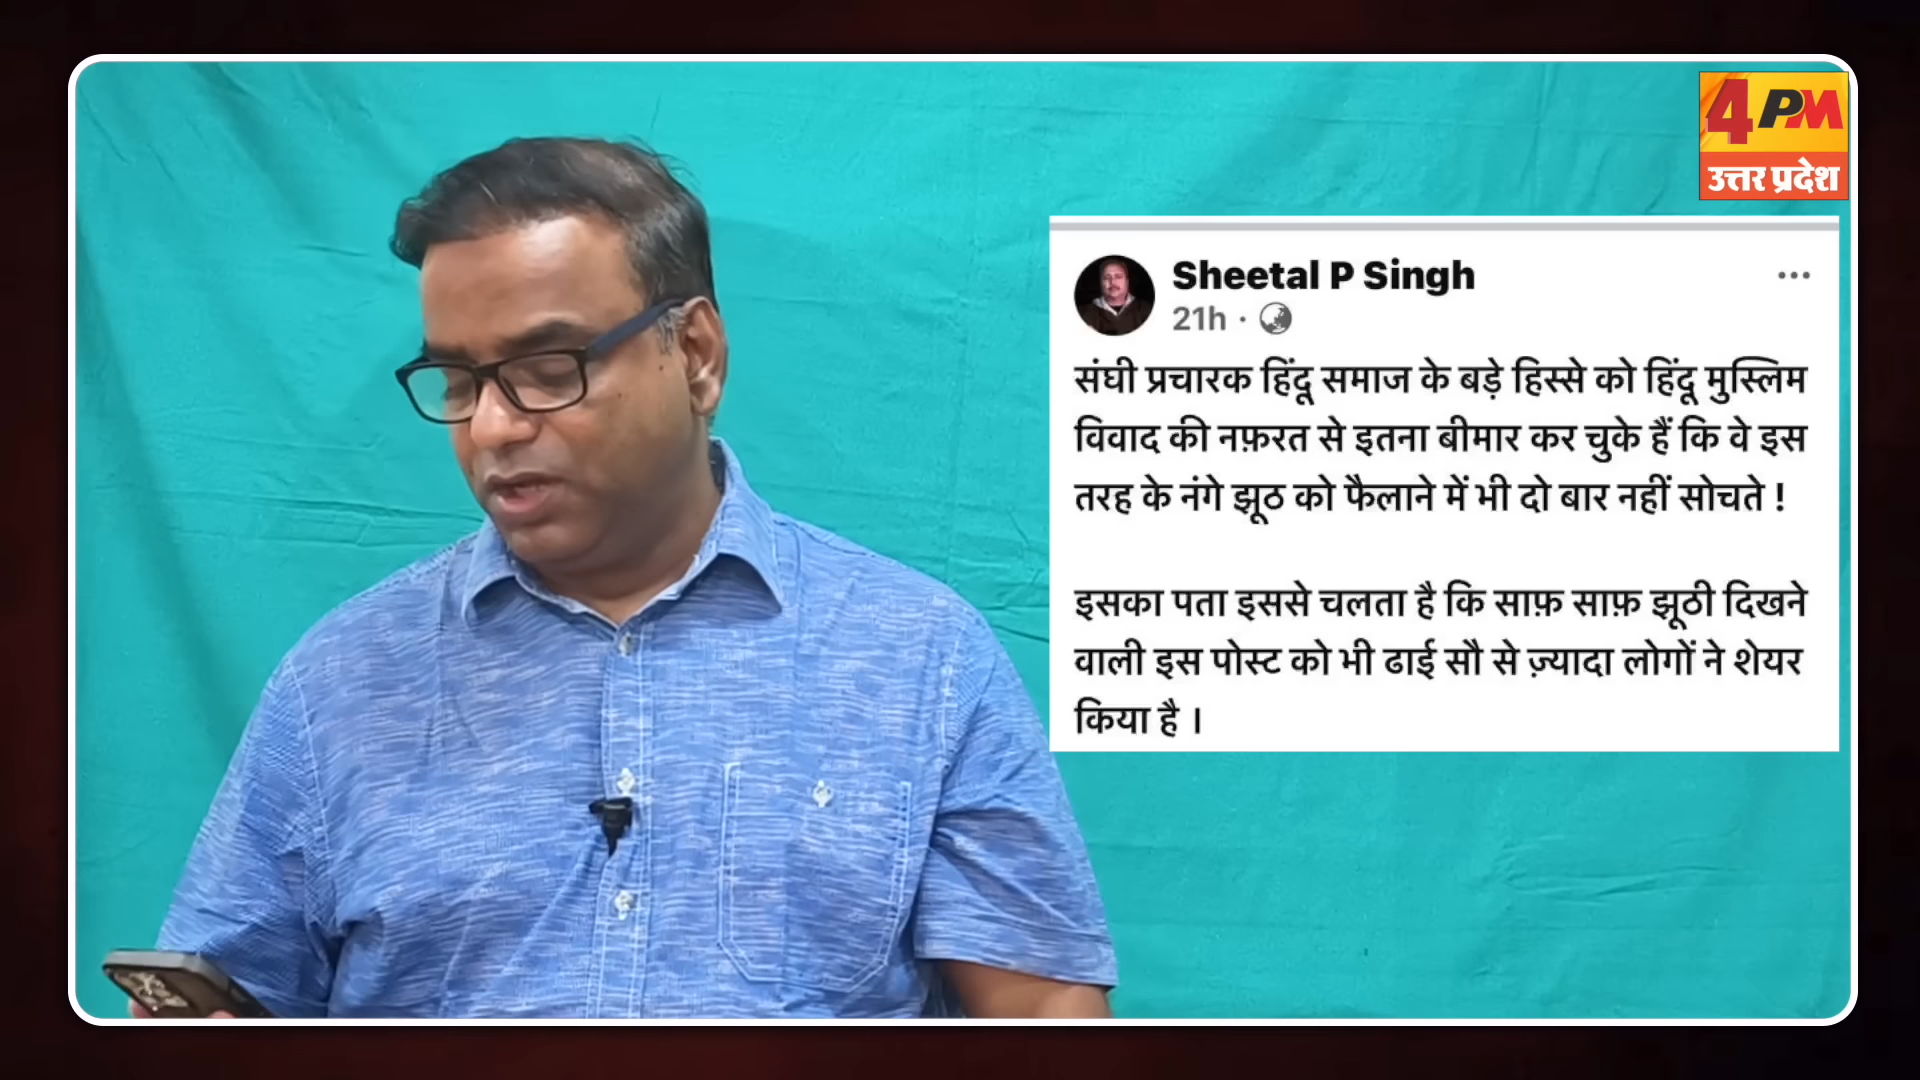 4PM
उत्तर प्रदेश
Sheetal P Singh
21h ·
संघी प्रचारक हिंदू समाज के बड़े हिस्से को हिंदू मुस्लिम
विवाद की नफ़रत से इतना बीमार कर चुके हैं कि वे इस
तरह के नंगे झूठ को फैलाने में भी दो बार नहीं सोचते !
इसका पता इससे चलता है कि साफ़ साफ़ झूठी दिखने
वाली इस पोस्ट को भी ढाई सौ से ज़्यादा लोगों ने शेयर
किया है ।